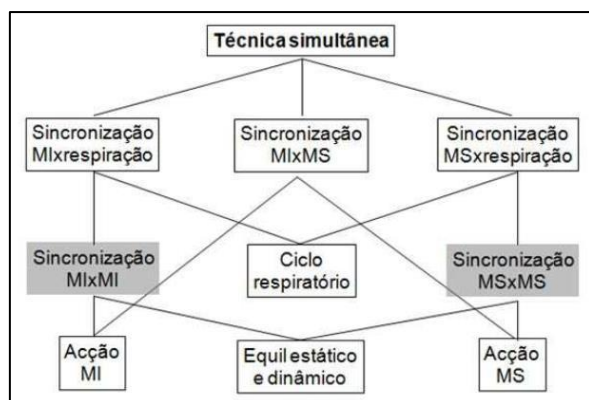 Técnica simultânea
Sincronização
MIxrespiração
Sincronização
MIxMS
Sincronização
MSxrespiração
Sincronização
MIxMI
Ciclo
respiratório
Sincronização
MSxMS
Acção
MI
Equil estático
e dinâmico
Acção
MS